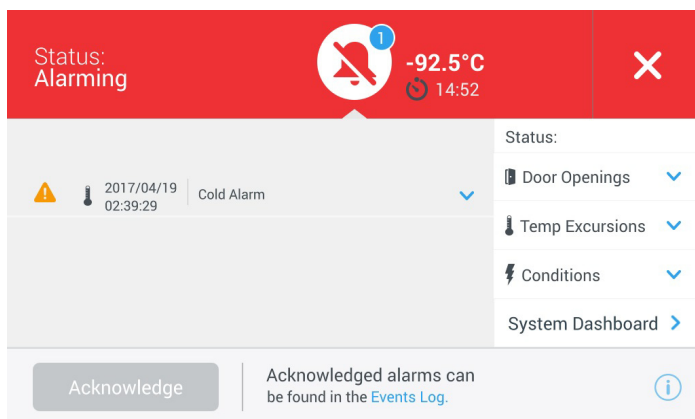 Status:
Alarming
1
-92.5°C
14:52
2017/04/19
02:39:29
Cold Alarm
Status:
Door Openings
Temp Excursions
Conditions
System Dashboard
Acknowledge
Acknowledged alarms can
be found in the Events Log.